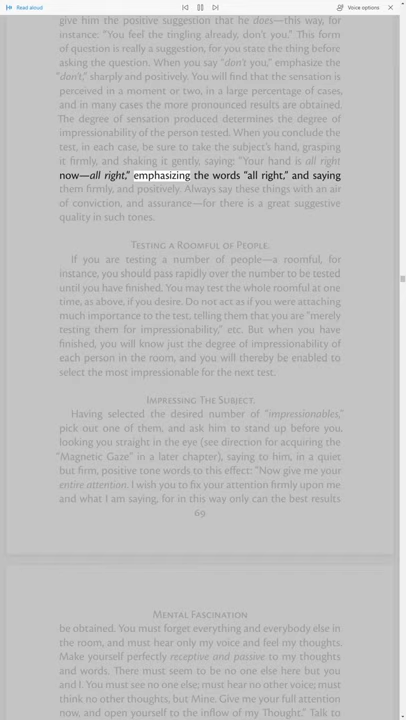 Read aloud
Voice options
give him the positive suggestion that he does—this way, for
instance: “You feel the tingling already, don’t you.” This form
of question is really a suggestion, for you state the thing before
asking the question. When you say “don’t you,” emphasize the
“don’t,” sharply and positively. You will find that the sensation is
perceived in a moment or two, in a large percentage of cases,
and in many cases the more pronounced results are obtained.
The degree of sensation produced determines the degree of
impressionability of the person tested. When you conclude the
test, in each case, be sure to take the subject’s hand, grasping
it firmly, and shaking it gently, saying: “Your hand is all right
now—all right,” emphasizing the words “all right,” and saying
them firmly, and positively. Always say these things with an air
of conviction, and assurance—for there is a great suggestive
quality in such tones.
Testing a Roomful of People.
If you are testing a number of people—a roomful, for
instance, you should pass rapidly over the number to be tested
until you have finished. You may test the whole roomful at one
time, as above, if you desire. Do not act as if you were attaching
much importance to the test, telling them that you are “merely
testing them for impressionability,” etc. But when you have
finished, you will know just the degree of impressionability of
each person in the room, and you will thereby be enabled to
select the most impressionable for the next test.
Impressing The Subject.
Having selected the desired number of “impressionables,”
pick out one of them, and ask him to stand up before you,
looking you straight in the eye (see direction for acquiring the
“Magnetic Gaze” in a later chapter), saying to him, in a quiet
but firm, positive tone words to this effect: “Now give me your
entire attention. I wish you to fix your attention firmly upon me
and what I am saying, for in this way only can the best results
69
Mental Fascination
be obtained. You must forget everything and everybody else in
the room, and must hear only my voice and feel my thoughts.
Make yourself perfectly receptive and passive to my thoughts
and words. There must seem to be no one else here but you
and I. You must see no one else; must hear no other voice; must
think no other thoughts, but Mine. Give me your full attention
now, and open yourself to the inflow of my Thought.” Talk to